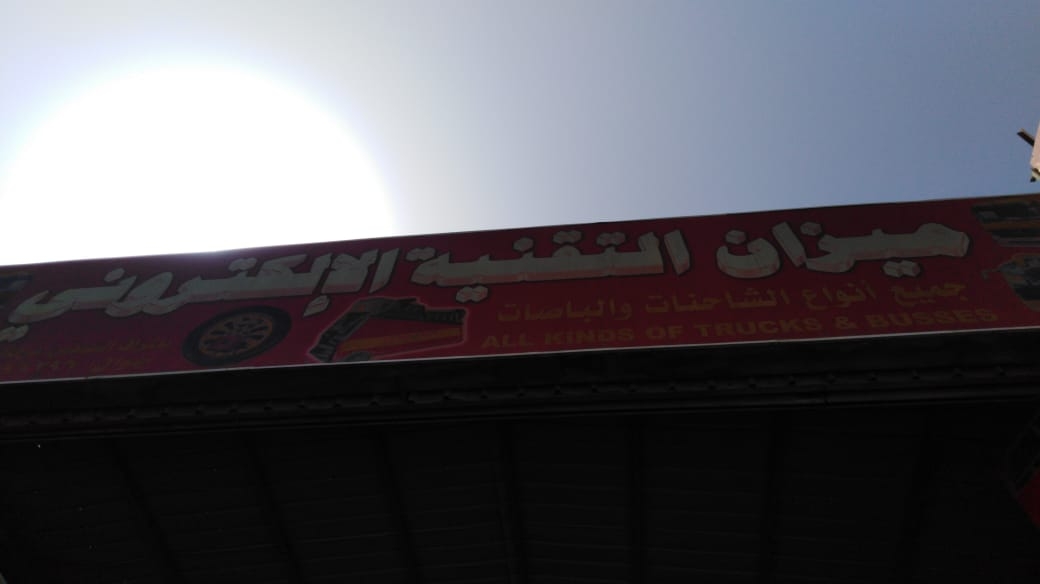 ميزان التقنية الإلكتروني
جميع أنواع الشاحنات والباصات
ALL KINDS OF TRUCKS & BUSSES